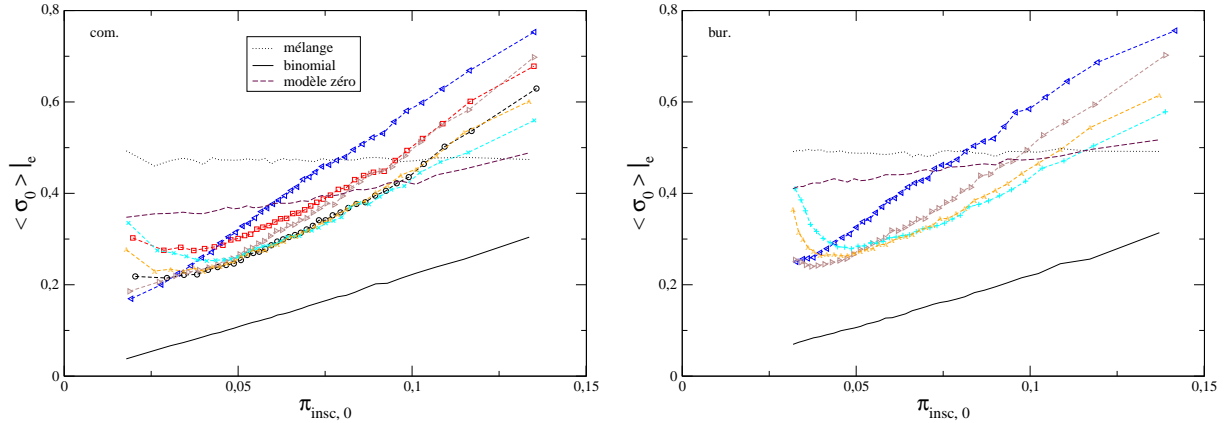 com.
mélange
binomial
modèle zéro
0,8
0,6
0,4
0,2
0
< σ0 > |e
0
0,05
0,1
0,15
πinsc, 0
bur.
0,8
0,6
0,4
0,2
0
< σ0 > |e
0
0,05
0,1
0,15
πinsc, 0